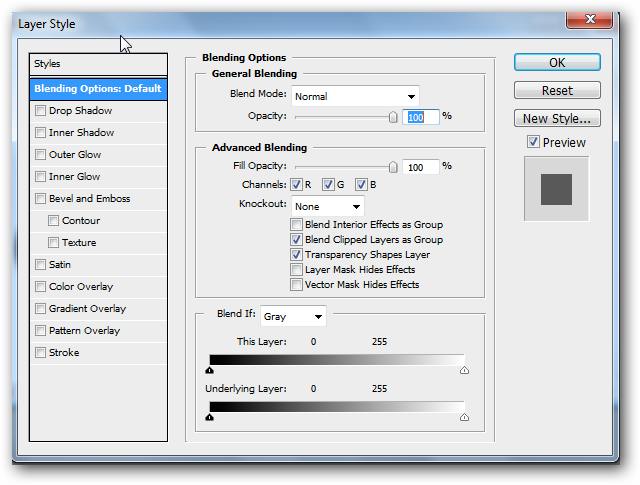 Layer Style
Styles
Blending Options: Default
Drop Shadow
Inner Shadow
Outer Glow
Inner Glow
Bevel and Emboss
Contour
Texture
Satin
Color Overlay
Gradient Overlay
Pattern Overlay
Stroke
Blending Options
General Blending
Blend Mode: Normal
Opacity: 100 %
Advanced Blending
Fill Opacity: 100 %
Channels: R G B
Knockout: None
Blend Interior Effects as Group
Blend Clipped Layers as Group
Transparency Shapes Layer
Layer Mask Hides Effects
Vector Mask Hides Effects
Blend If: Gray
This Layer: 0 255
Underlying Layer: 0 255
OK
Reset
New Style...
Preview